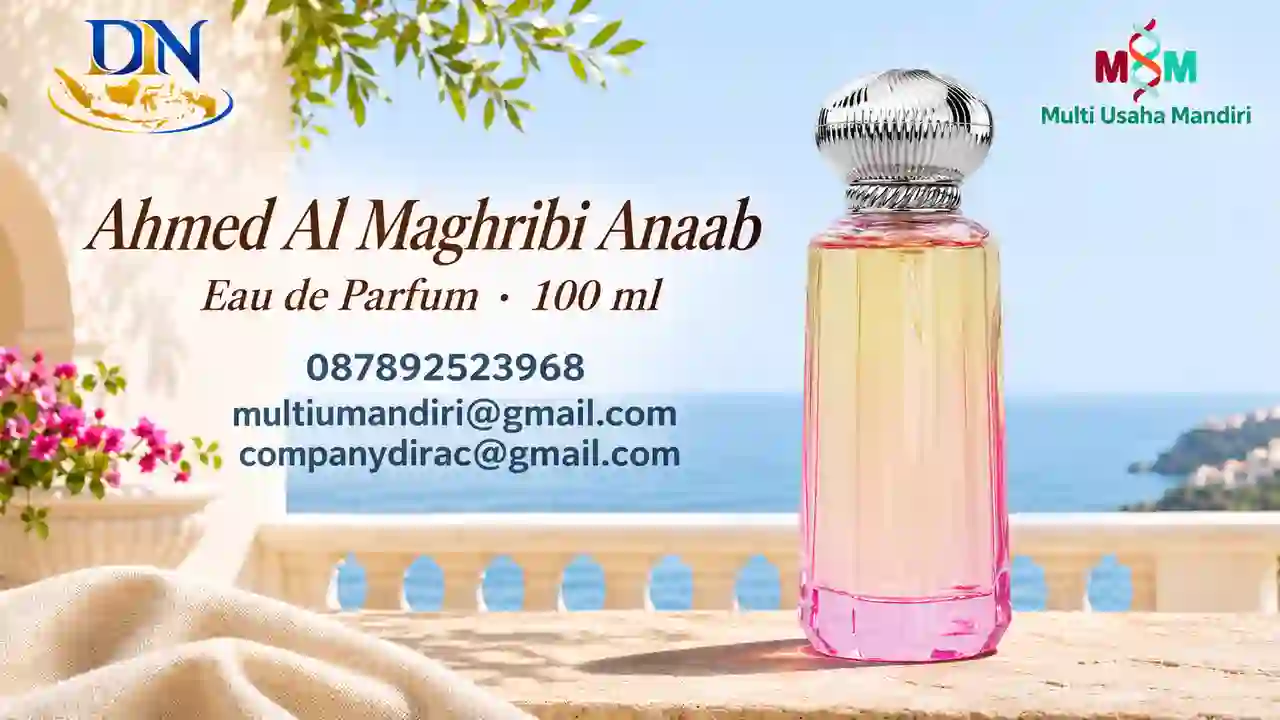 DN
M8M
Multi Usaha Mandiri
Ahmed Al Maghribi Anaab
Eau de Parfum · 100 ml
087892523968
multiumandiri@gmail.com
companydirac@gmail.com